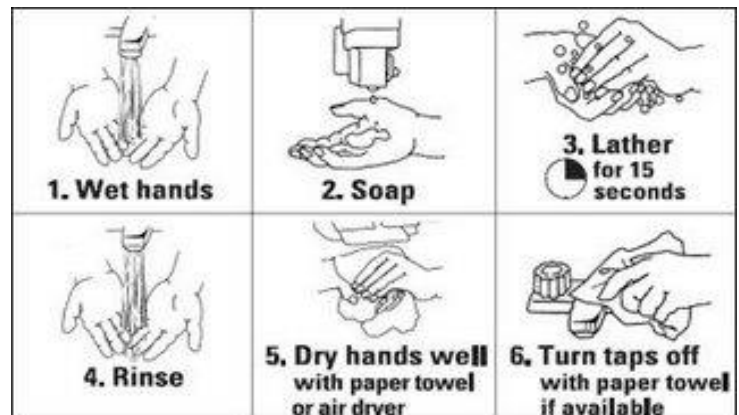 1. Wet hands
2. Soap
3. Lather
for 15
seconds
4. Rinse
5. Dry hands well
with paper towel
or air dryer
6. Turn taps off
with paper towel
if available